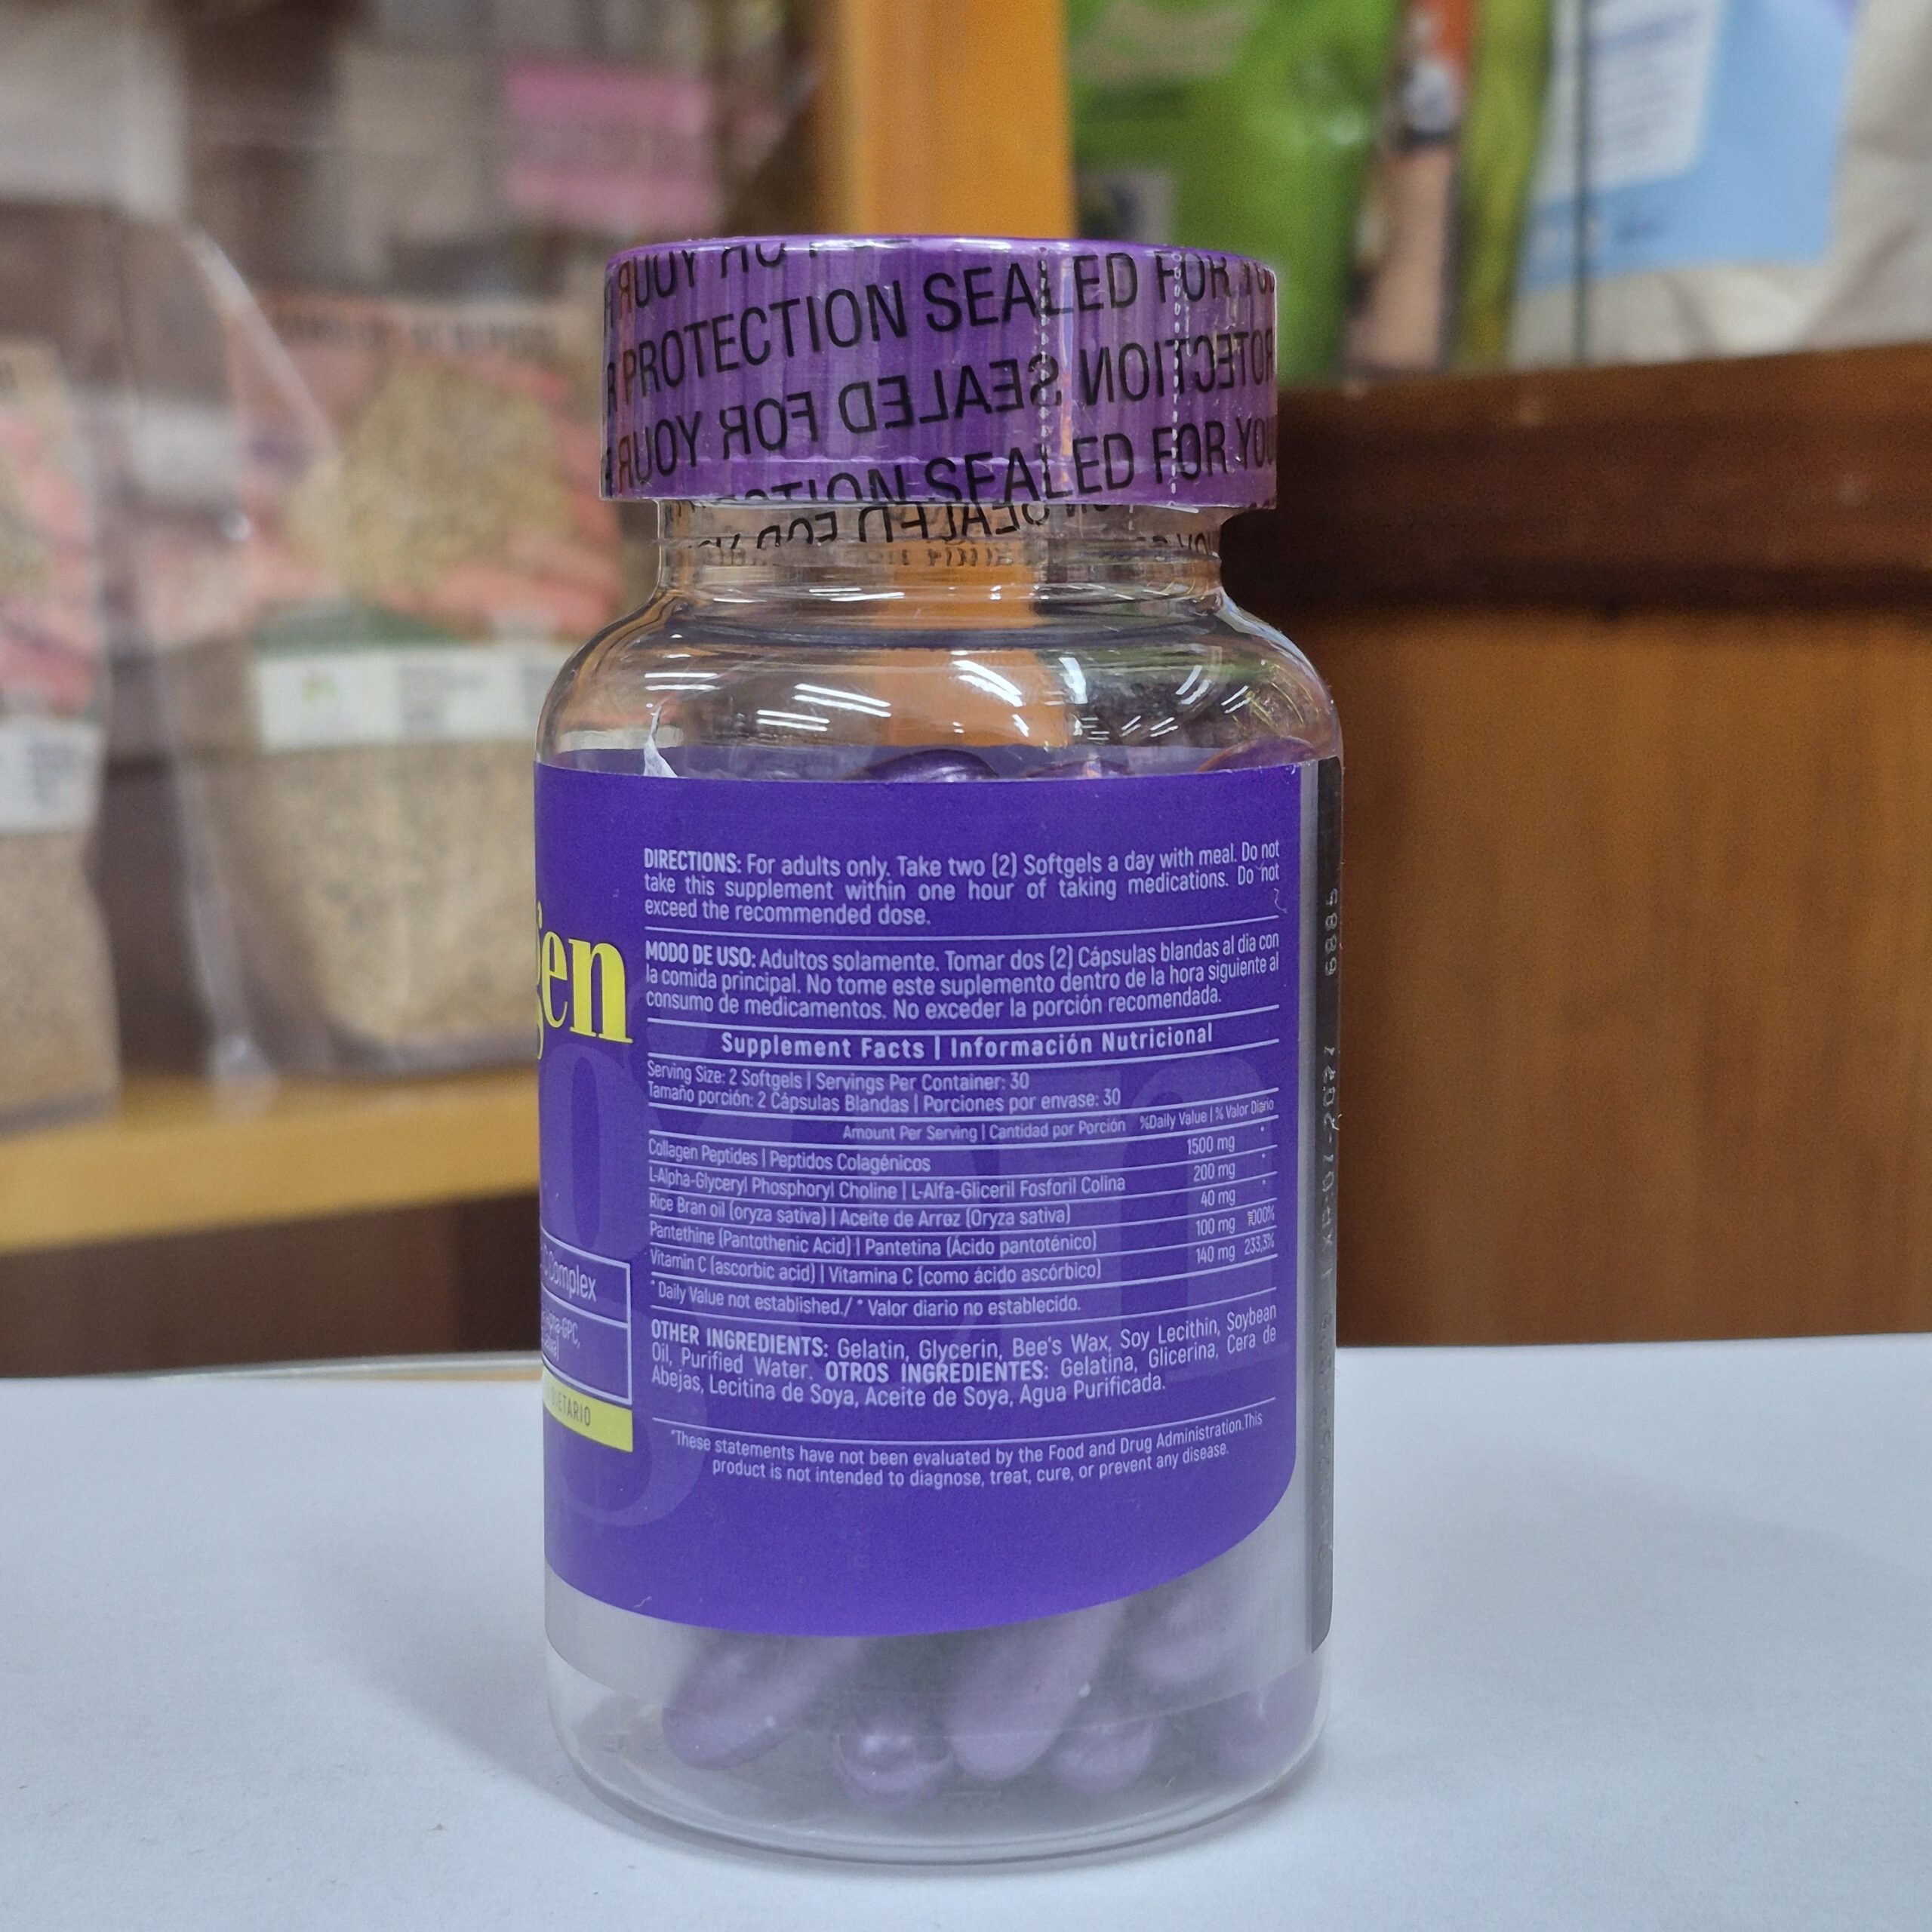 PROTECTION SEALED FOR YOUR
PROTECTION SEALED FOR YOUR
SEALED FOR YOU
DIRECTIONS: For adults only. Take two (2) Softgels a day with meal. Do not
take this supplement within one hour of taking medications. Do not
exceed the recommended dose.
MODO DE USO: Adultos solamente. Tomar dos (2) Cápsulas blandas al dia con
la comida principal. No tome este suplemento dentro de la hora siguiente al
consumo de medicamentos. No exceder la porción recomendada.
gen
Supplement Facts | Información Nutricional
Serving Size: 2 Softgels | Servings Per Container: 30
Tamaño porción: 2 Cápsulas Blandas | Porciones por envase: 30
Amount Per Serving | Cantidad por Porción %Daily Value | % Valor Diario
Collagen Peptides | Peptidos Colagénicos 1500 mg *
L-Alpha-Glyceryl Phosphoryl Choline | L-Alfa-Gliceril Fosforil Colina 200 mg *
Rice Bran oil (oryza sativa) | Aceite de Arroz (Oryza sativa) 40 mg *
Pantethine (Pantothenic Acid) | Pantetina (Ácido pantoténico) 100 mg
Vitamin C (ascorbic acid) | Vitamina C (como ácido ascórbico) 140 mg 233,3%
* Daily Value not established./ * Valor diario no establecido.
Complex
GPC,
DIETARIO
OTHER INGREDIENTS: Gelatin, Glycerin, Bee's Wax, Soy Lecithin, Soybean
Oil, Purified Water. OTROS INGREDIENTES: Gelatina, Glicerina, Cera de
Abejas, Lecitina de Soya, Aceite de Soya, Agua Purificada.
*These statements have not been evaluated by the Food and Drug Administration.This
product is not intended to diagnose, treat, cure, or prevent any disease.